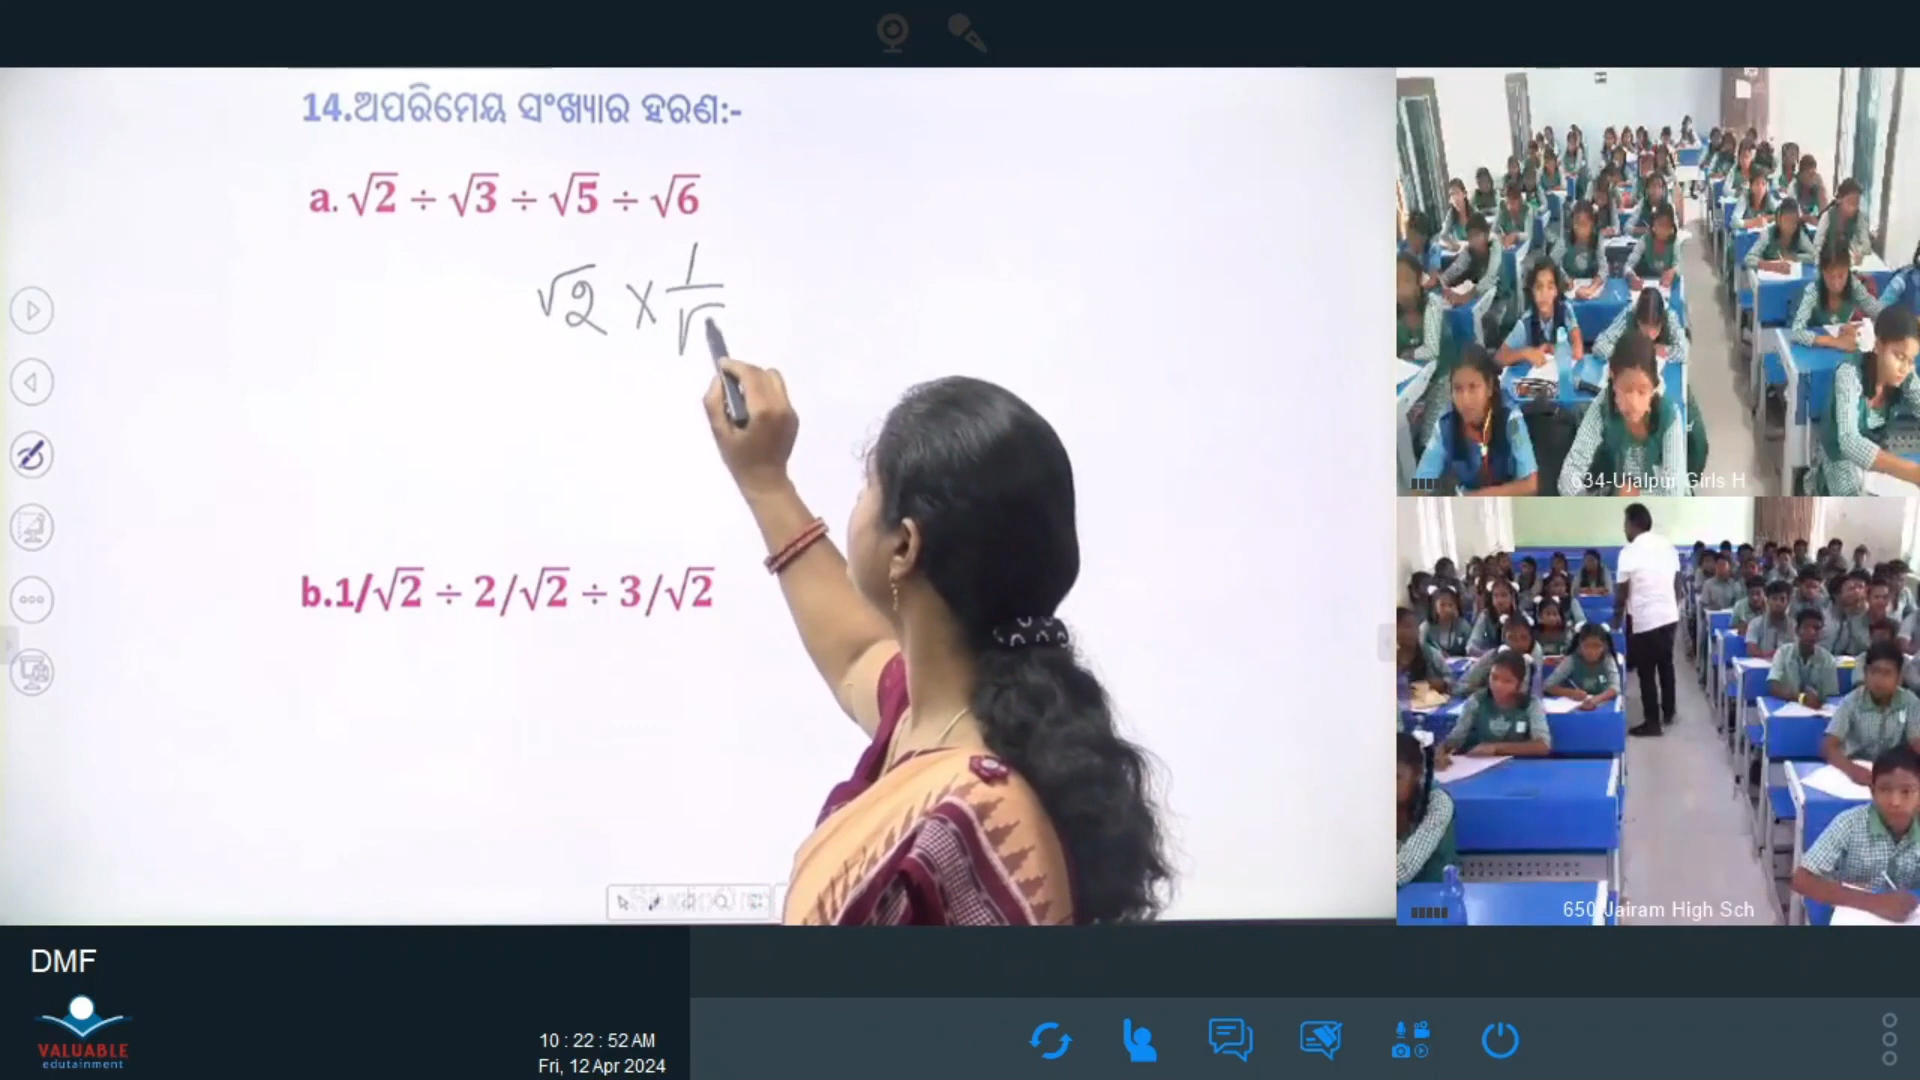 14.ଅପରିମେୟ ସଂଖ୍ୟାର ହରଣ:-
a. √2 ÷ √3 ÷ √5 ÷ √6
√2 × 1/√
b.1/√2 ÷ 2/√2 ÷ 3/√2
634-Ujalpur Girls H
650 Jairam High Sch
DMF
VALUABLE
edutainment
10 : 22 : 52 AM
Fri, 12 Apr 2024